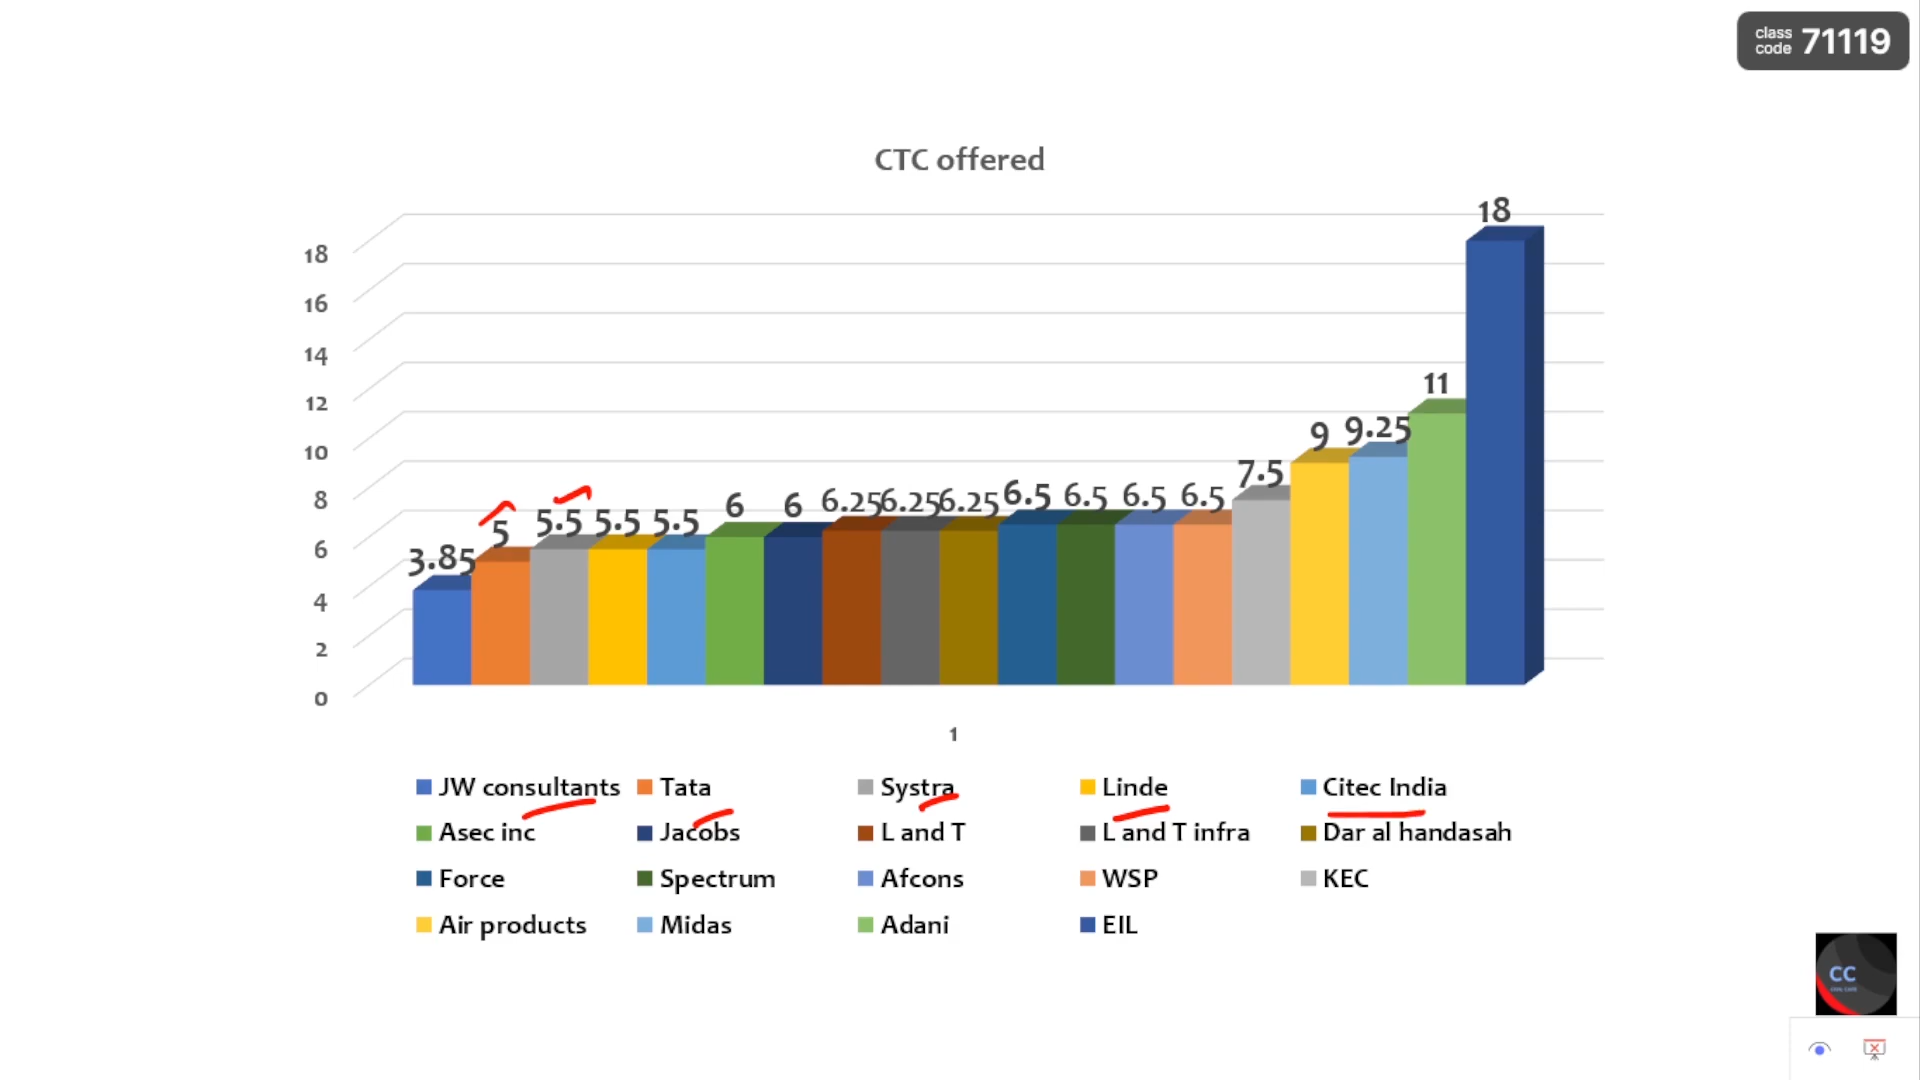 class code 71119
CTC offered
18
16
14
12
10
8
6
4
2
0
3.85 5 5.5 5.5 5.5 6 6 6.25 6.25 6.25 6.5 6.5 6.5 6.5 7.5 9 9.25 11 18
1
JW consultants Tata Systra Linde Citec India
Asec inc Jacobs L and T L and T infra Dar al handasah
Force Spectrum Afcons WSP KEC
Air products Midas Adani EIL
CC